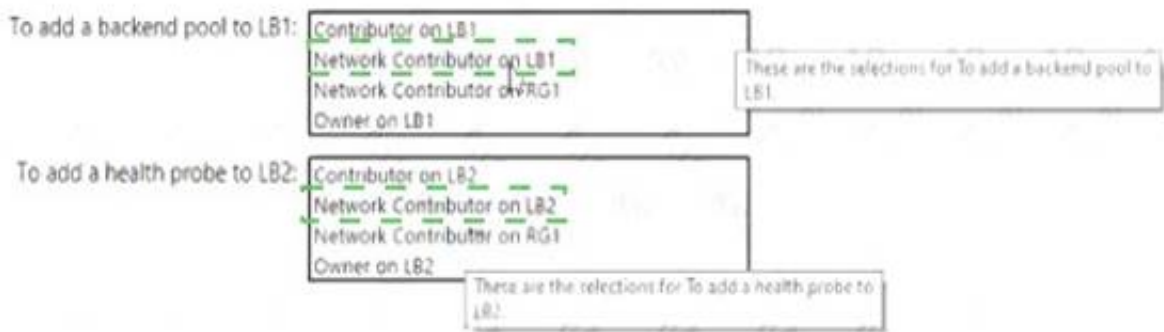 To add a backend pool to LB1:
Contributor on LB1
Network Contributor on LB1
Network Contributor on RG1
Owner on LB1
These are the selections for To add a backend pool to
LB1.
To add a health probe to LB2:
Contributor on LB2
Network Contributor on LB2
Network Contributor on RG1
Owner on LB2
These are the selections for To add a health probe to
LB2.